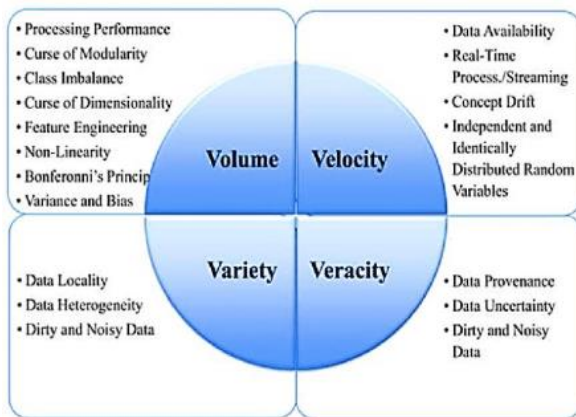 • Processing Performance
• Curse of Modularity
• Class Imbalance
• Curse of Dimensionality
• Feature Engineering
• Non-Linearity
• Bonferonni's Princip
• Variance and Bias
Volume
• Data Availability
• Real-Time
Process./Streaming
• Concept Drift
• Independent and
Identically
Distributed Random
Variables
Velocity
• Data Locality
• Data Heterogeneity
• Dirty and Noisy Data
Variety
• Data Provenance
• Data Uncertainty
• Dirty and Noisy
Data
Veracity